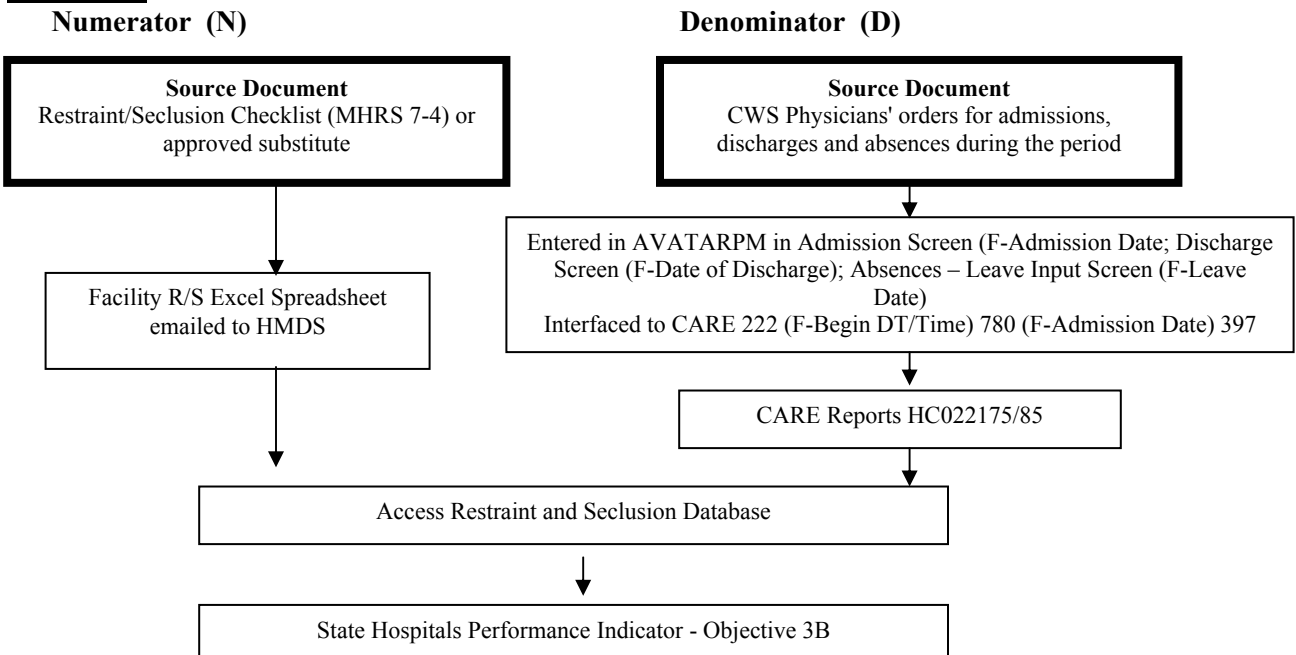 Numerator (N)
Denominator (D)
Source Document
Restraint/Seclusion Checklist (MHRS 7-4) or
approved substitute
Source Document
CWS Physicians' orders for admissions,
discharges and absences during the period
Facility R/S Excel Spreadsheet
emailed to HMDS
Entered in AVATARPM in Admission Screen (F-Admission Date; Discharge
Screen (F-Date of Discharge); Absences – Leave Input Screen (F-Leave
Date)
Interfaced to CARE 222 (F-Begin DT/Time) 780 (F-Admission Date) 397
CARE Reports HC022175/85
Access Restraint and Seclusion Database
State Hospitals Performance Indicator - Objective 3B